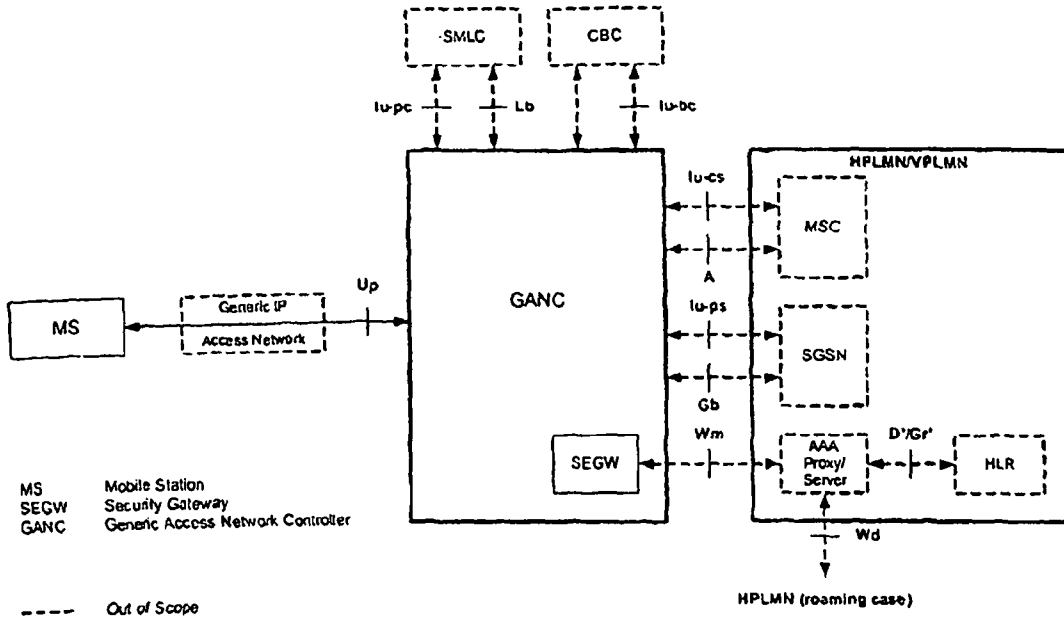 SMLC
CBC
Iu-pc
Lb
Iu-bc
HPLMN/VPLMN
Iu-cs
MSC
A
Up
Generic IP
Access Network
MS
GANC
Iu-ps
SGSN
Gb
Wm
D'/Gr'
SEGW
AAA
Proxy/
Server
HLR
MS Mobile Station
SEGW Security Gateway
GANC Generic Access Network Controller
Wd
HPLMN (roaming case)
Out of Scope